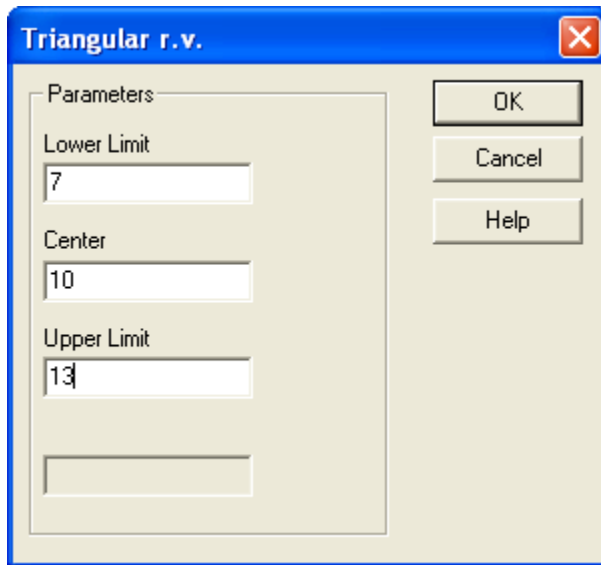 Triangular r.v.
Parameters
Lower Limit
7
Center
10
Upper Limit
13
OK
Cancel
Help